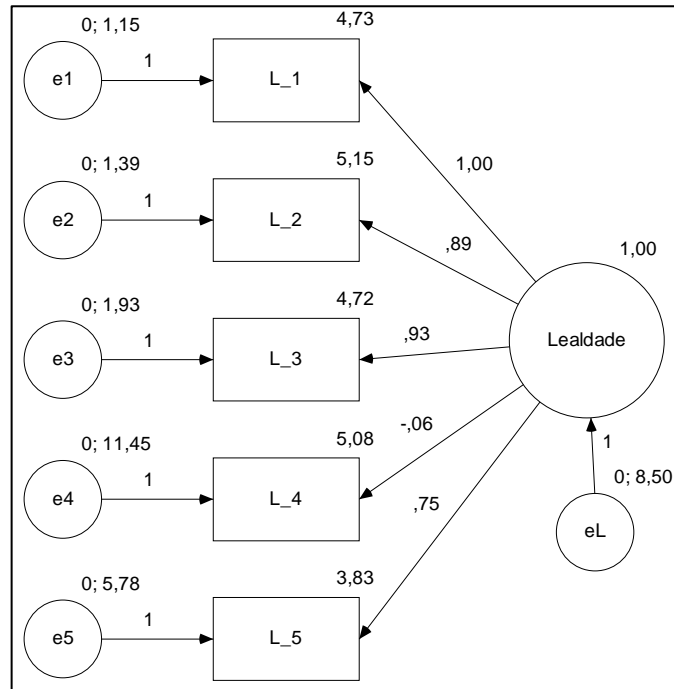 0; 1,15
4,73
e1
1
L_1
1,00
0; 1,39
5,15
e2
1
L_2
,89
1,00
0; 1,93
4,72
e3
1
L_3
,93
Lealdade
0; 11,45
5,08
-,06
e4
1
L_4
1
,75
0; 8,50
eL
0; 5,78
3,83
e5
1
L_5